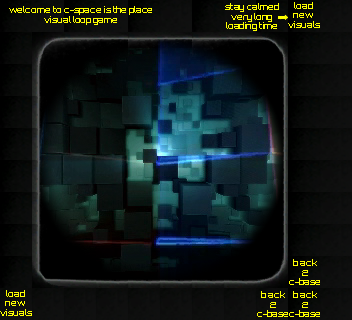 welcome to c-space is the place
visual loop game
stay calmed
very long
loading time
load
new
visuals
back
2
c-base
load
new
visuals
back
2
c-base
back
2
c-base